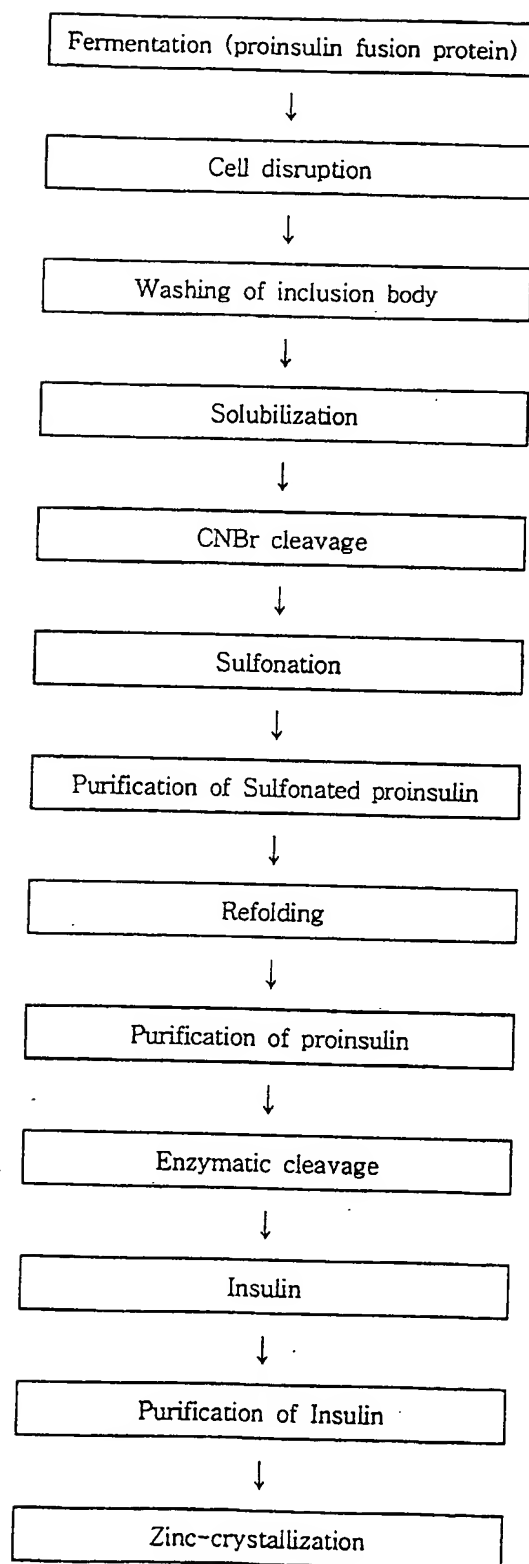 Fermentation (proinsulin fusion protein)
↓
Cell disruption
↓
Washing of inclusion body
↓
Solubilization
↓
CNBr cleavage
↓
Sulfonation
↓
Purification of Sulfonated proinsulin
↓
Refolding
↓
Purification of proinsulin
↓
Enzymatic cleavage
↓
Insulin
↓
Purification of Insulin
↓
Zinc-crystallization